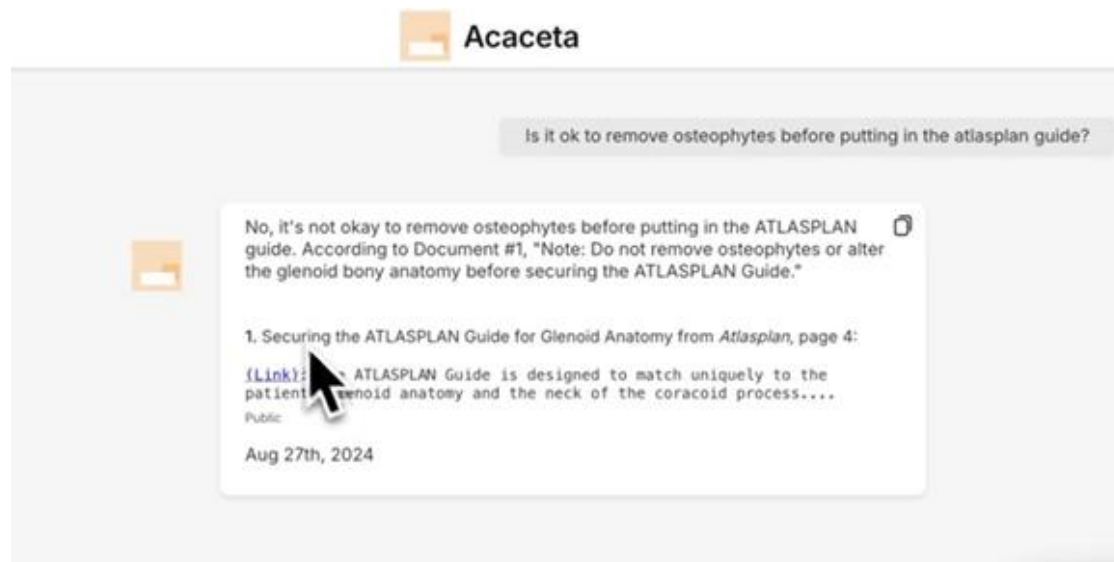 Acaceta
Is it ok to remove osteophytes before putting in the atlasplan guide?
No, it's not okay to remove osteophytes before putting in the ATLASPLAN
guide. According to Document #1, "Note: Do not remove osteophytes or alter
the glenoid bony anatomy before securing the ATLASPLAN Guide."
1. Securing the ATLASPLAN Guide for Glenoid Anatomy from Atlasplan, page 4:
(Link): ATLASPLAN Guide is designed to match uniquely to the
patient anatomy and the neck of the coracoid process....
Public
Aug 27th, 2024